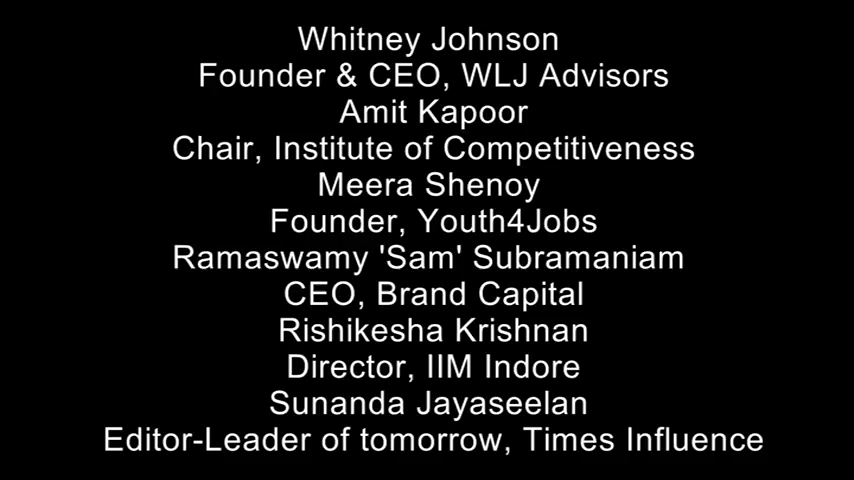 Whitney Johnson
Founder & CEO, WLJ Advisors
Amit Kapoor
Chair, Institute of Competitiveness
Meera Shenoy
Founder, Youth4Jobs
Ramaswamy 'Sam' Subramaniam
CEO, Brand Capital
Rishikesha Krishnan
Director, IIM Indore
Sunanda Jayaseelan
Editor-Leader of tomorrow, Times Influence